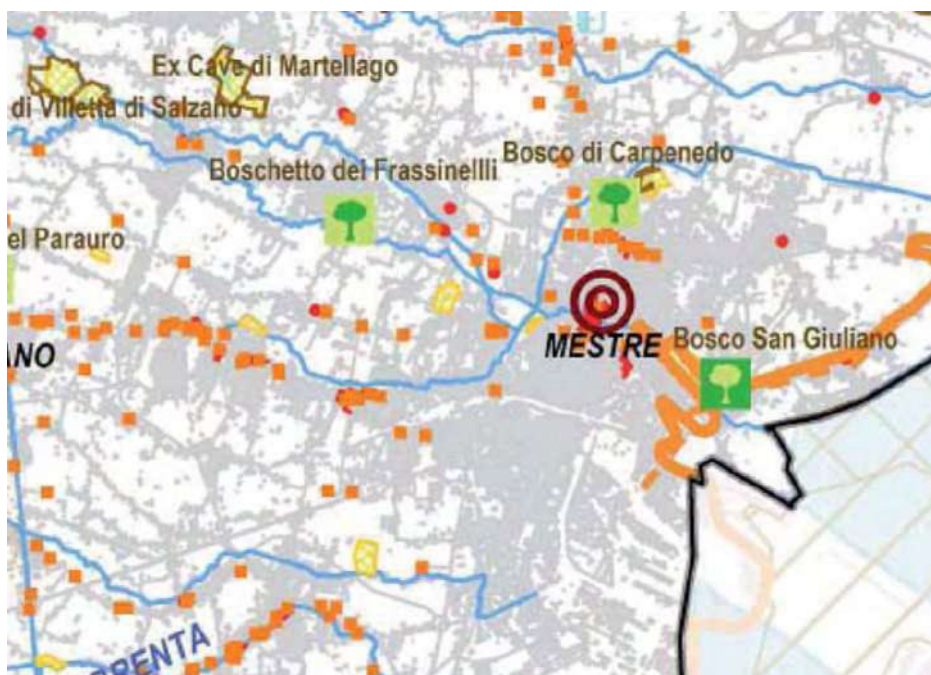 Ex Cave di Martellago
di Villetta di Salzano
Bosco di Carpenedo
Boschetto dei Frassinellli
el Parauro
MESTRE
Bosco San Giuliano
ANO
RENTA